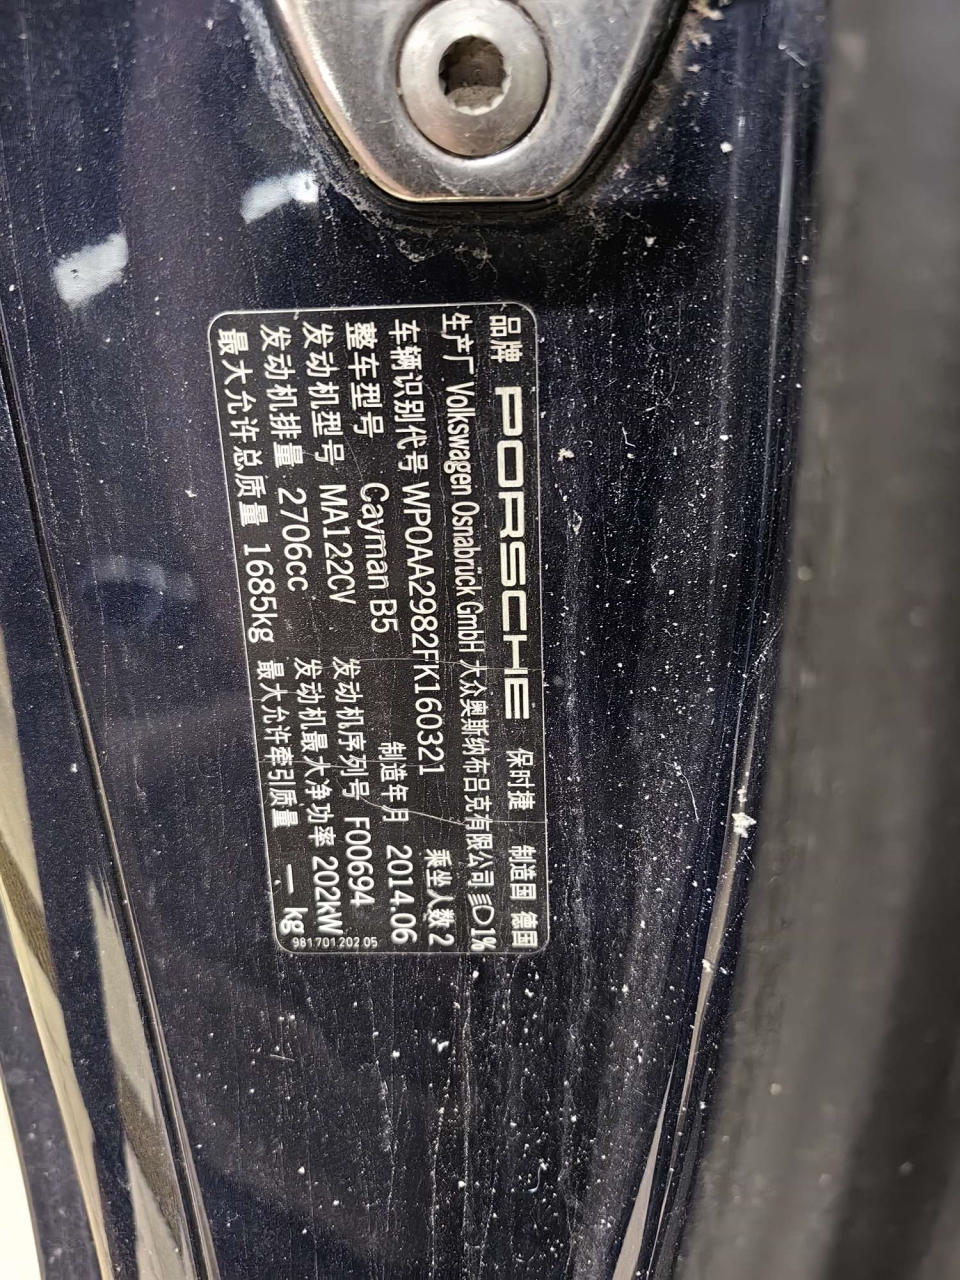 品牌 PORSCHE 保时捷 制造国 德国
生产厂 Volkswagen Osnabrück GmbH 大众奥斯纳布吕克有限公司 1%
车辆识别代号 WP0AA2982FK160321 乘坐人数 2
整车型号 Cayman B5 制造年月 2014.06
发动机型号 MA122CV 发动机序列号 F00694
发动机排量 2706cc 发动机最大净功率 202kW
最大允许总质量 1685kg 最大允许牵引质量 — kg
981 701 202 05